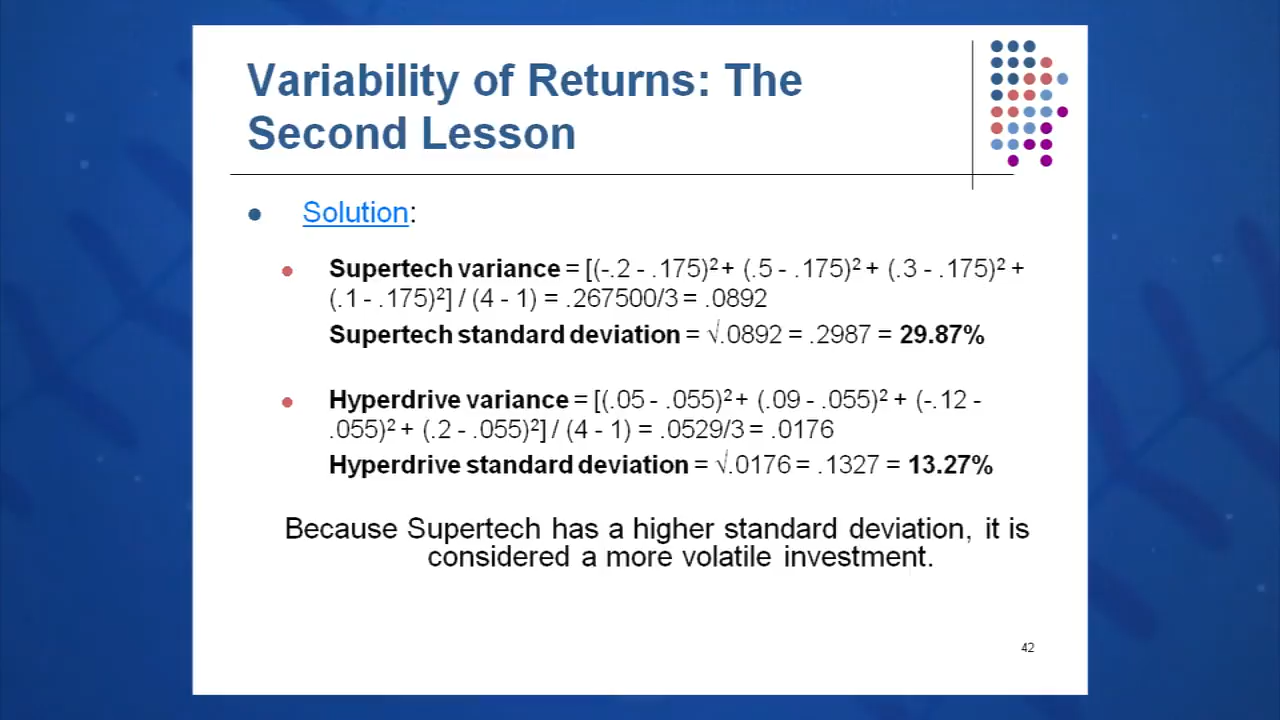 Variability of Returns: The
Second Lesson
• Solution:
• Supertech variance = [(-.2 - .175)² + (.5 - .175)² + (.3 - .175)² +
(.1 - .175)²] / (4 - 1) = .267500/3 = .0892
Supertech standard deviation = √.0892 = .2987 = 29.87%
• Hyperdrive variance = [(.05 - .055)² + (.09 - .055)² + (-.12 -
.055)² + (.2 - .055)²] / (4 - 1) = .0529/3 = .0176
Hyperdrive standard deviation = √.0176 = .1327 = 13.27%
Because Supertech has a higher standard deviation, it is
considered a more volatile investment.
42